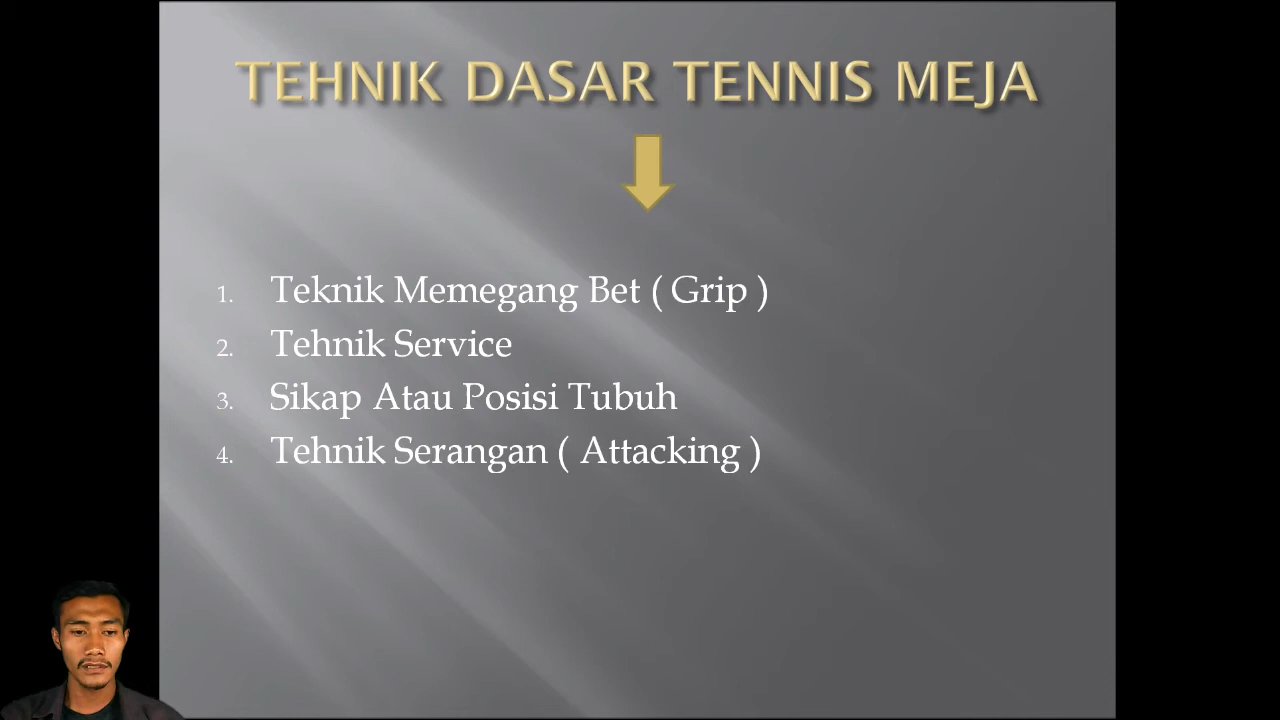 TEHNIK DASAR TENNIS MEJA
1. Teknik Memegang Bet ( Grip )
2. Tehnik Service
3. Sikap Atau Posisi Tubuh
4. Tehnik Serangan ( Attacking )